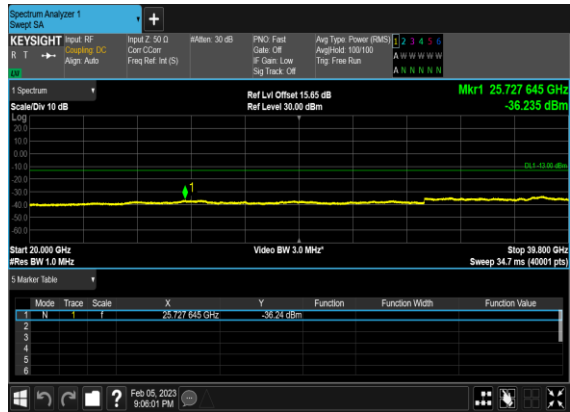 Spectrum Analyzer 1
Swept SA
KEYSIGHT Input: RF Input Z: 50 Ω #Atten: 30 dB PNO: Fast Avg Type: Power (RMS) 1 2 3 4 5 6
R T Coupling: DC Corr CCorr Gate: Off Avg|Hold: 100/100 A W W W W W
Align: Auto Freq Ref: Int (S) IF Gain: Low Trig: Free Run
LW Sig Track: Off A N N N N N
1 Spectrum Ref Lvl Offset 15.65 dB Mkr1 25.727 645 GHz
Scale/Div 10 dB Ref Level 30.00 dBm -36.235 dBm
Log
20.0
10.0
0.00
-10.0 DL1 -13.00 dBm
-20.0
-30.0 1
-40.0
-50.0
-60.0
Start 20.000 GHz Video BW 3.0 MHz* Stop 39.800 GHz
#Res BW 1.0 MHz Sweep 34.7 ms (40001 pts)
5 Marker Table
Mode Trace Scale X Y Function Function Width Function Value
1 N 1 f 25.727 645 GHz -36.24 dBm
2
3
4
5
6
Feb 05, 2023
9:06:01 PM